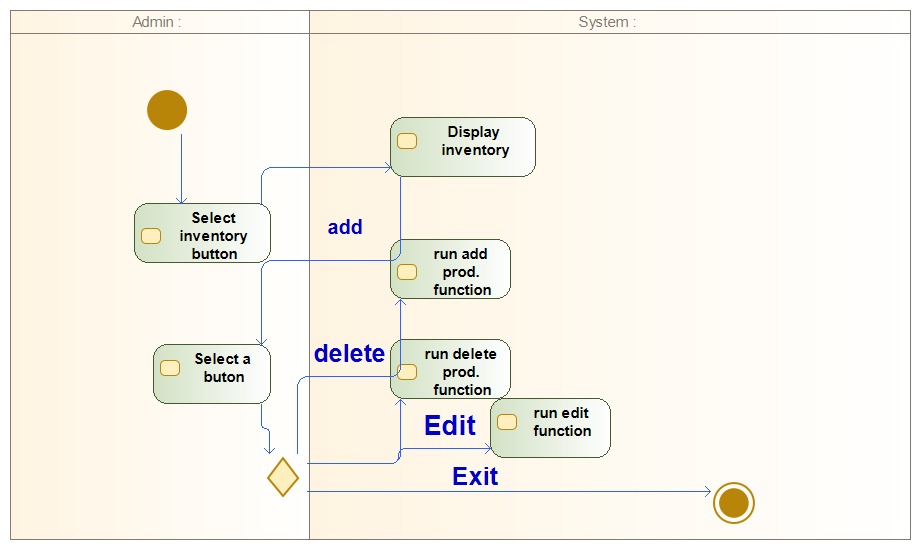 Admin :
System :
Display
inventory
Select
inventory
button
add
run add
prod.
function
Select a
buton
delete
run delete
prod.
function
Edit
run edit
function
Exit